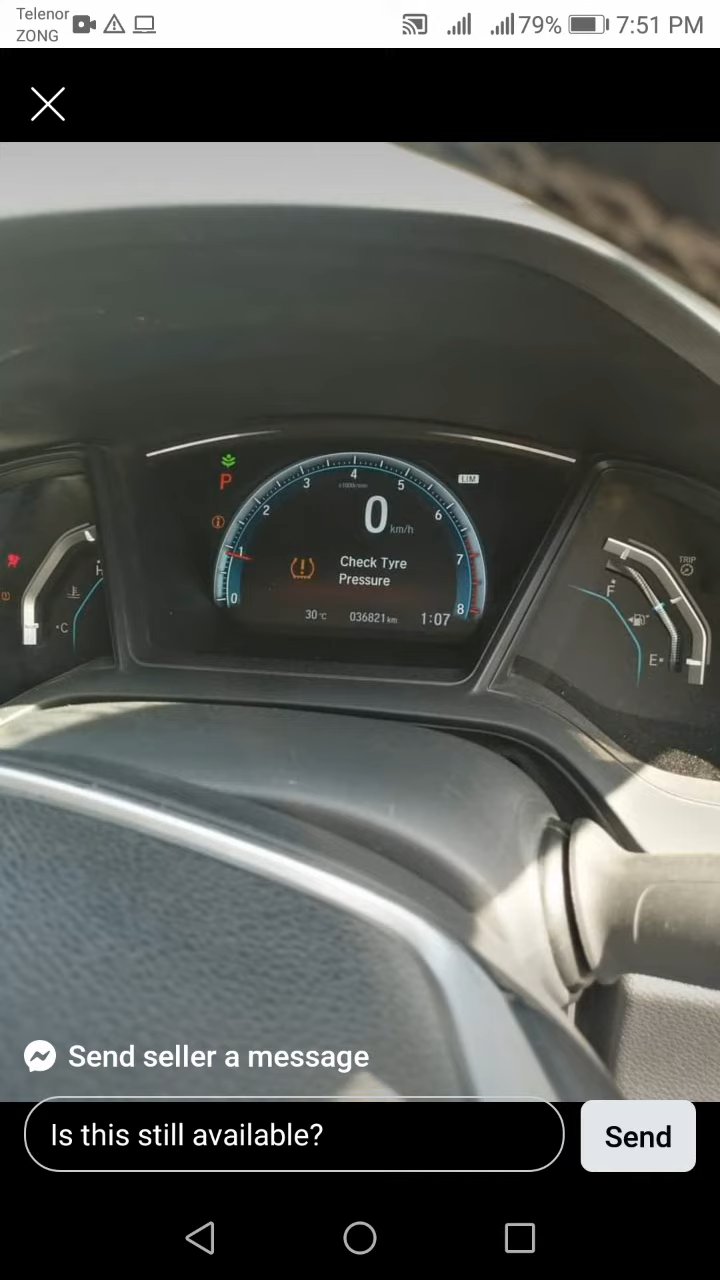 Telenor
ZONG
79% 7:51 PM
P
LIM
0 1 2 3 4 5 6 7 8
x1000r/min
0 km/h
Check Tyre
Pressure
30°C 036821km 1:07
H
°C
TRIP
F
E
Send seller a message
Is this still available?
Send